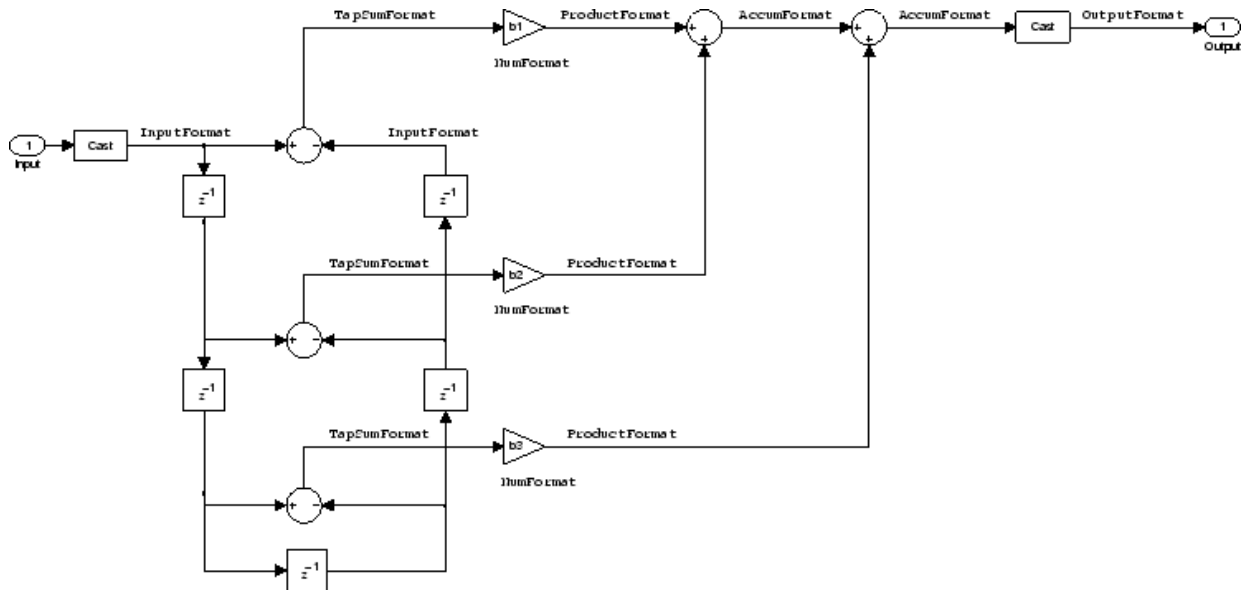 TapSumFormat
b1
ProductFormat
+
+
AccumFormat
+
+
AccumFormat
Cast
OutputFormat
1
Output
NumFormat
1
Input
Cast
InputFormat
+
−
InputFormat
z⁻¹
z⁻¹
TapSumFormat
b2
ProductFormat
NumFormat
+
−
z⁻¹
z⁻¹
TapSumFormat
b3
ProductFormat
NumFormat
+
−
z⁻¹